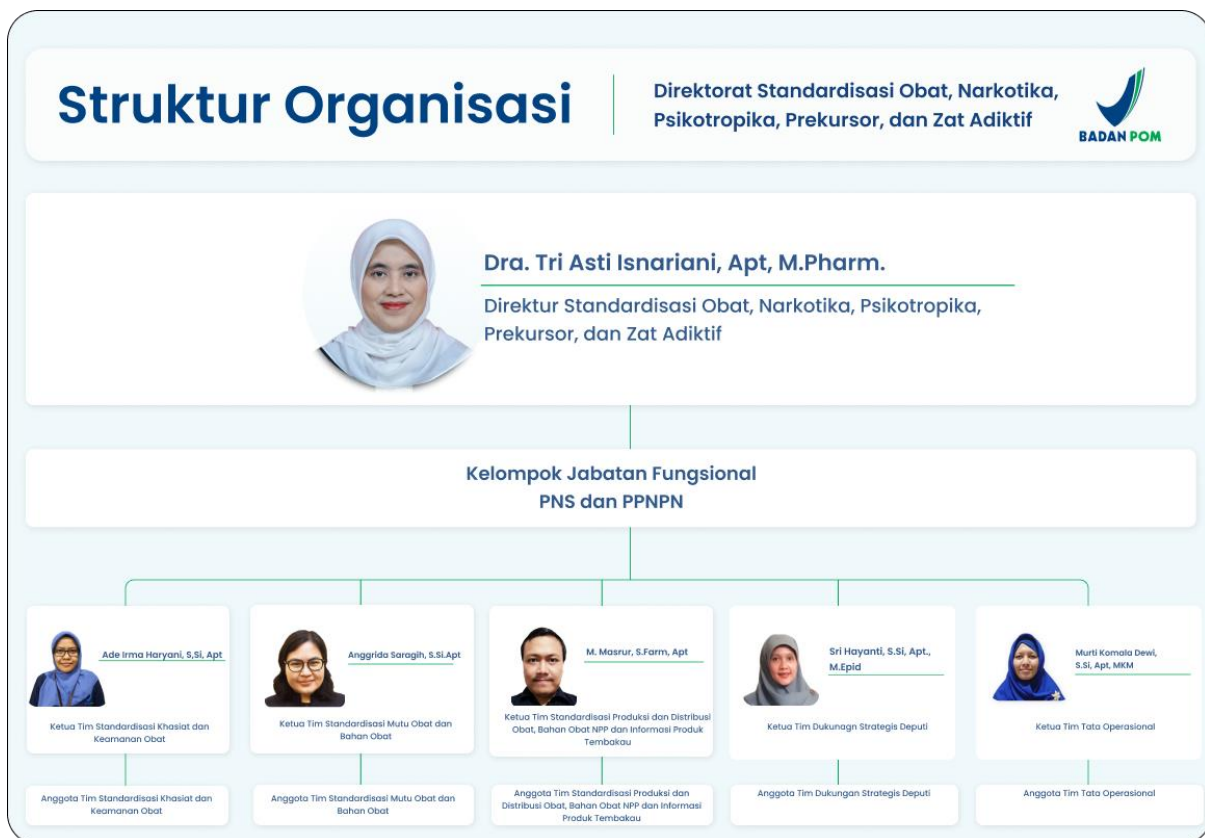 Struktur Organisasi
Direktorat Standardisasi Obat, Narkotika,
Psikotropika, Prekursor, dan Zat Adiktif
BADAN POM
Dra. Tri Asti Isnariani, Apt, M.Pharm.
Direktur Standardisasi Obat, Narkotika, Psikotropika,
Prekursor, dan Zat Adiktif
Kelompok Jabatan Fungsional
PNS dan PPNPN
Ade Irma Haryani, S,Si, Apt
Ketua Tim Standardisasi Khasiat dan
Keamanan Obat
Anggrida Saragih, S.Si.Apt
Ketua Tim Standardisasi Mutu Obat dan
Bahan Obat
M. Masrur, S.Farm, Apt
Ketua Tim Standardisasi Produksi dan Distribusi
Obat, Bahan Obat NPP dan Informasi Produk
Tembakau
Sri Hayanti, S.Si, Apt.,
M.Epid
Ketua Tim Dukunagn Strategis Deputi
Murti Komala Dewi,
S.Si, Apt, MKM
Ketua Tim Tata Operasional
Anggota Tim Standardisasi Khasiat dan
Keamanan Obat
Anggota Tim Standardisasi Mutu Obat dan
Bahan Obat
Anggota Tim Standardisasi Produksi dan
Distribusi Obat, Bahan Obat NPP dan Informasi
Produk Tembakau
Anggota Tim Dukungan Strategis Deputi
Anggota Tim Tata Operasional